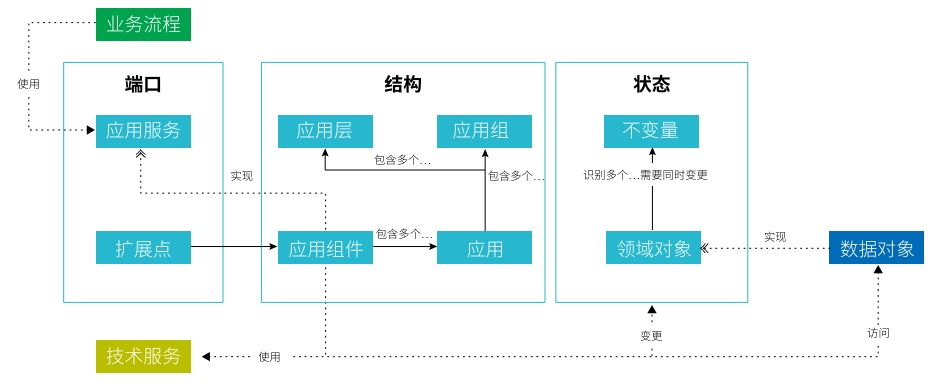 业务流程
使用
端口
结构
状态
应用服务
应用层
应用组
不变量
包含多个...
包含多个...
识别多个...需要同时变更
实现
扩展点
应用组件
包含多个...
应用
领域对象
实现
数据对象
变更
访问
技术服务
使用